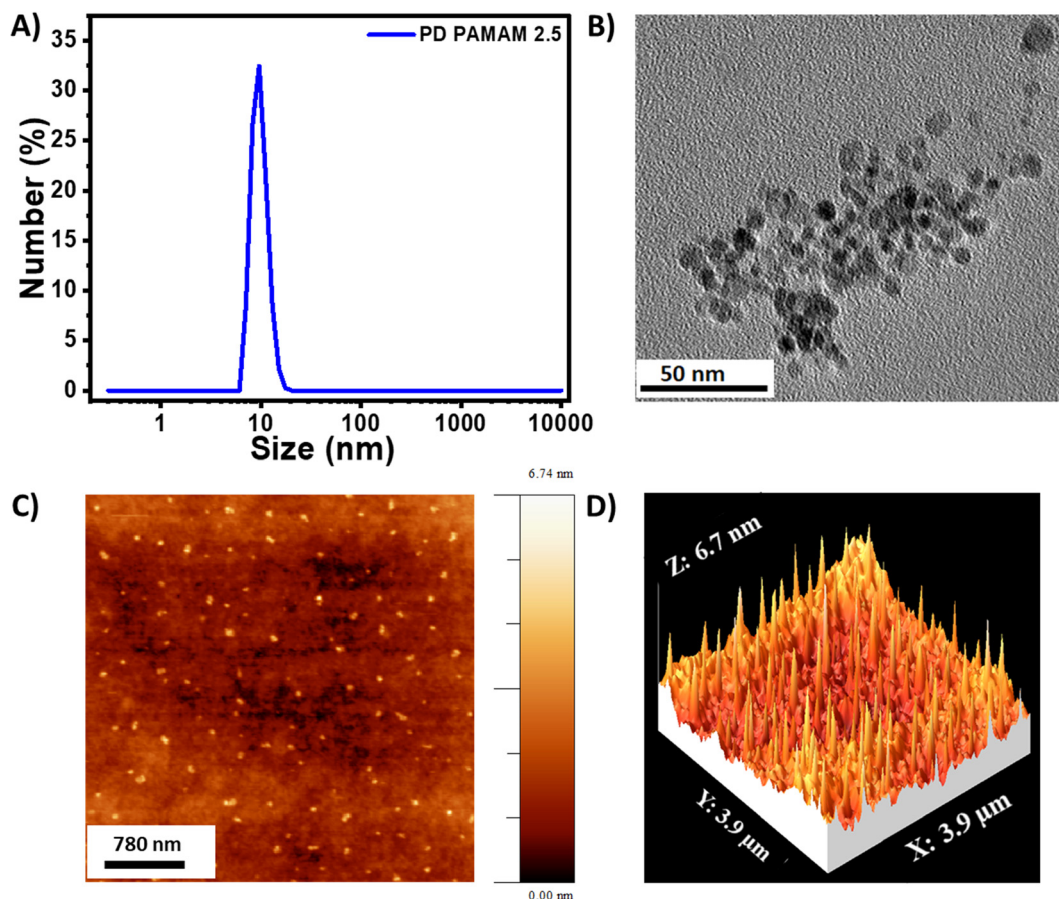 A)
PD PAMAM 2.5
35
30
25
20
15
10
5
0
Number (%)
1 10 100 1000 10000
Size (nm)
B)
50 nm
C)
6.74 nm
780 nm
0.00 nm
D)
Z: 6.7 nm
Y: 3.9 µm
X: 3.9 µm